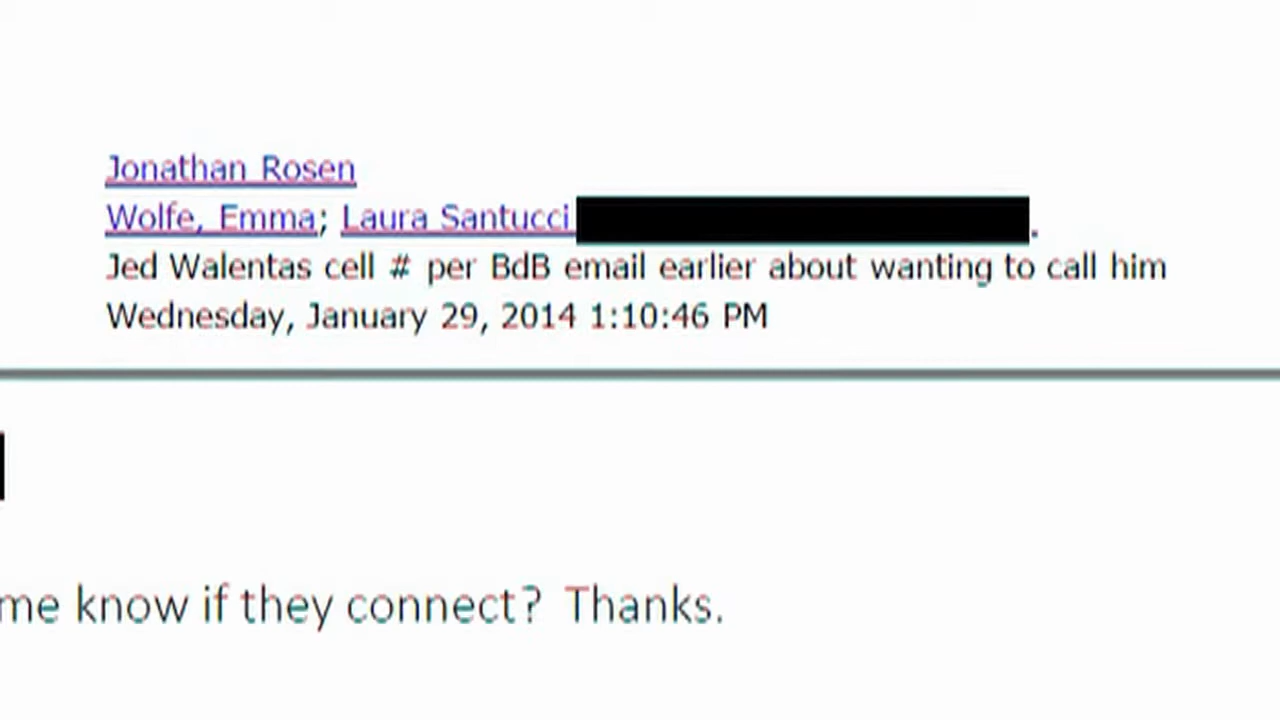 Jonathan Rosen
Wolfe, Emma; Laura Santucci .
Jed Walentas cell # per BdB email earlier about wanting to call him
Wednesday, January 29, 2014 1:10:46 PM
me know if they connect? Thanks.